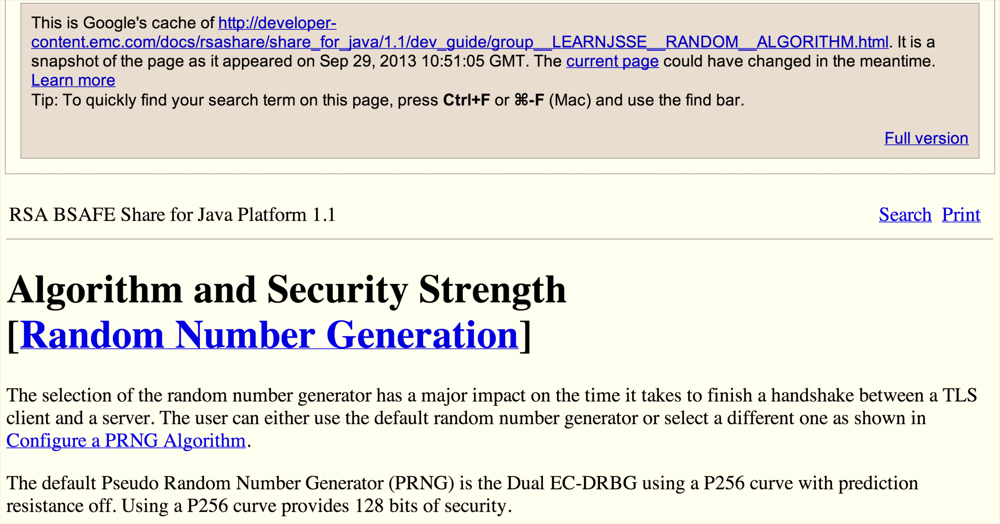 This is Google's cache of http://developer-
content.emc.com/docs/rsashare/share_for_java/1.1/dev_guide/group__LEARNJSSE__RANDOM__ALGORITHM.html. It is a
snapshot of the page as it appeared on Sep 29, 2013 10:51:05 GMT. The current page could have changed in the meantime.
Learn more
Tip: To quickly find your search term on this page, press Ctrl+F or ⌘-F (Mac) and use the find bar.
Full version
RSA BSAFE Share for Java Platform 1.1 Search Print
Algorithm and Security Strength
[Random Number Generation]
The selection of the random number generator has a major impact on the time it takes to finish a handshake between a TLS
client and a server. The user can either use the default random number generator or select a different one as shown in
Configure a PRNG Algorithm.
The default Pseudo Random Number Generator (PRNG) is the Dual EC-DRBG using a P256 curve with prediction
resistance off. Using a P256 curve provides 128 bits of security.